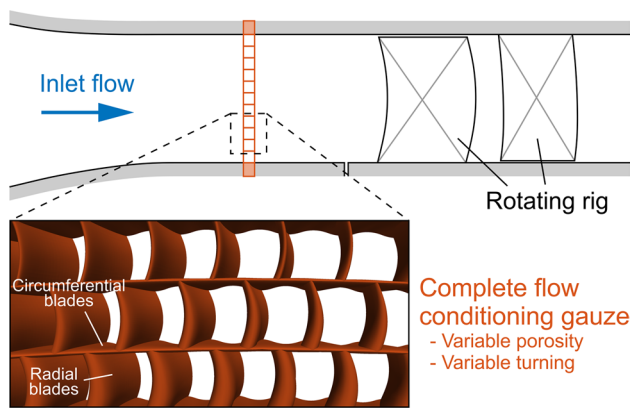 Inlet flow
Rotating rig
Circumferential
blades
Radial
blades
Complete flow
conditioning gauze
- Variable porosity
- Variable turning